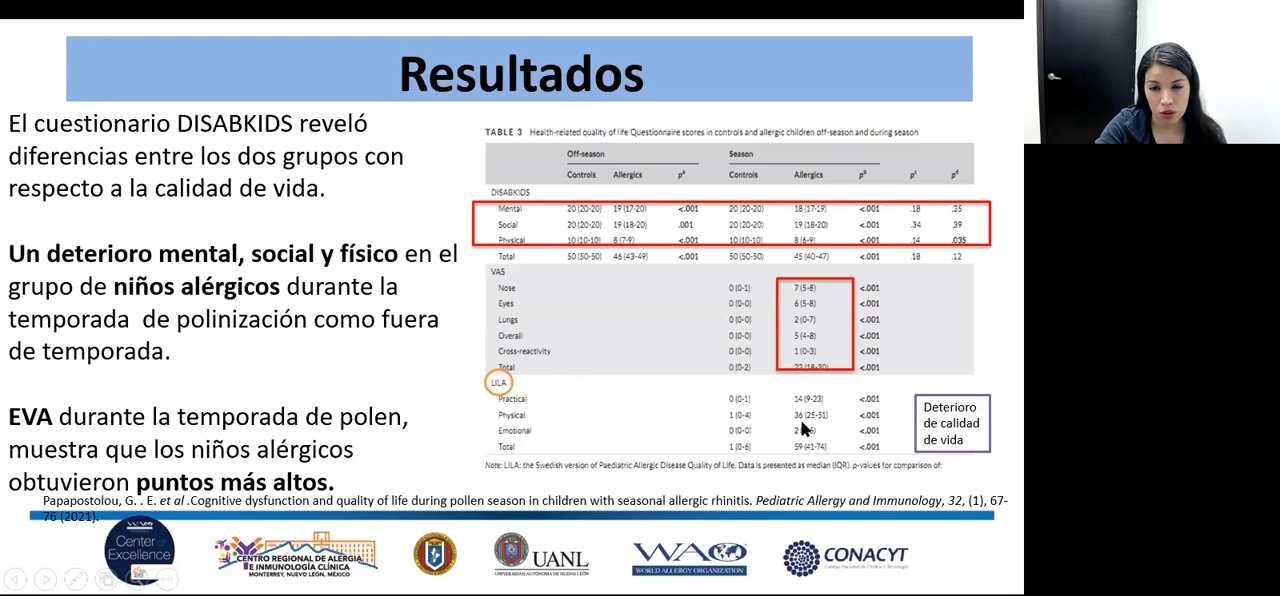 Resultados
El cuestionario DISABKIDS reveló
diferencias entre los dos grupos con
respecto a la calidad de vida.
Un deterioro mental, social y físico en el
grupo de niños alérgicos durante la
temporada de polinización como fuera
de temporada.
EVA durante la temporada de polen,
muestra que los niños alérgicos
obtuvieron puntos más altos.
TABLE 3 Health-related quality of life Questionnaire scores in controls and allergic children off-season and during season
Off-season Season
Controls Allergics pa Controls Allergics pb pc pd
DISABKIDS
Mental 20 (20-20) 19 (17-20) <.001 20 (20-20) 18 (17-19) <.001 .18 .35
Social 20 (20-20) 19 (18-20) .001 20 (20-20) 19 (18-20) <.001 .34 .39
Physical 10 (10-10) 8 (7-9) <.001 10 (10-10) 8 (6-9) <.001 .14 .035
Total 50 (50-50) 46 (43-49) <.001 50 (50-50) 45 (40-47) <.001 .18 .12
VAS
Nose 0 (0-1) 7 (5-8) <.001
Eyes 0 (0-0) 6 (5-8) <.001
Lungs 0 (0-0) 2 (0-7) <.001
Overall 0 (0-0) 5 (4-8) <.001
Cross-reactivity 0 (0-0) 1 (0-3) <.001
Total 0 (0-2) 22 (18-30) <.001
LILA
Practical 0 (0-1) 14 (9-23) <.001
Physical 1 (0-4) 36 (25-51) <.001
Emotional 0 (0-0) 2 <.001
Total 1 (0-6) 59 (41-74) <.001
Deterioro
de calidad
de vida
Note: LILA: the Swedish version of Paediatric Allergic Disease Quality of Life. Data is presented as median (IQR). p-values for comparison of:
Papapostolou, G. . E. et al .Cognitive dysfunction and quality of life during pollen season in children with seasonal allergic rhinitis. Pediatric Allergy and Immunology, 32, (1), 67-
76 (2021).
Center of
Excellence
CENTRO REGIONAL DE ALERGIA
E INMUNOLOGÍA CLÍNICA
MONTERREY, NUEVO LEÓN, MÉXICO
UANL
UNIVERSIDAD AUTÓNOMA DE NUEVO LEÓN
WAO
WORLD ALLERGY ORGANIZATION
CONACYT
Consejo Nacional de Ciencia y Tecnología